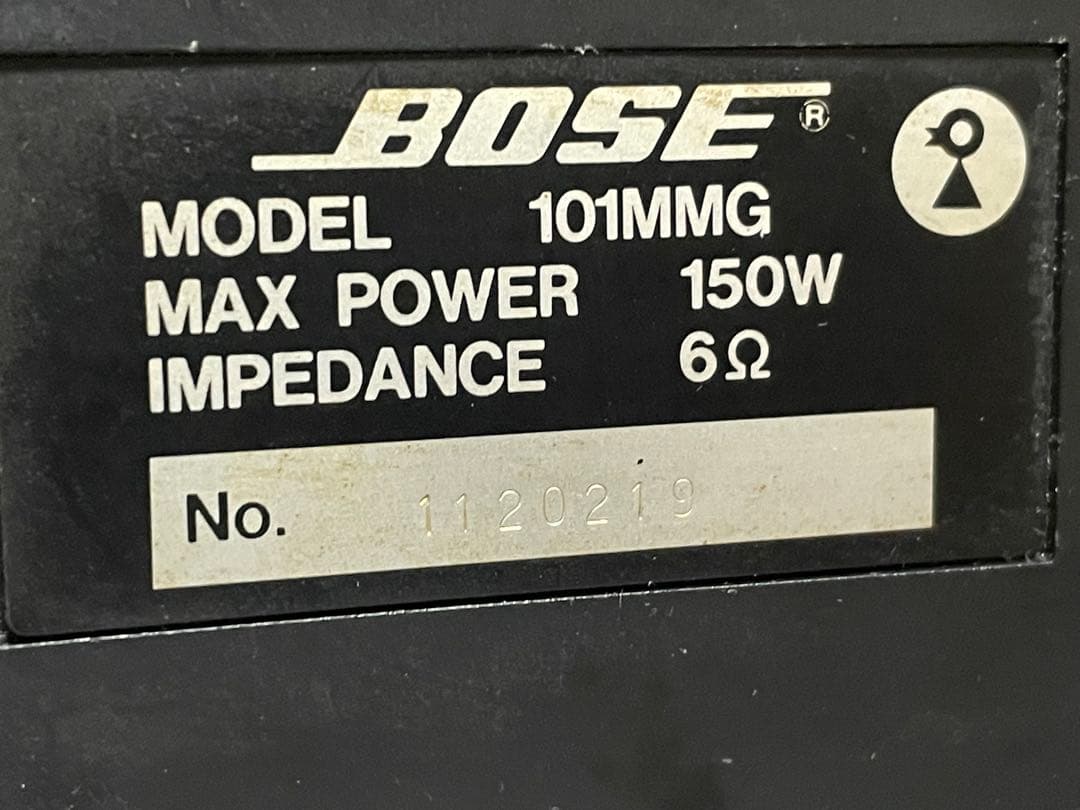 BOSE®
MODEL 101MMG
MAX POWER 150W
IMPEDANCE 6Ω
No. 1120219